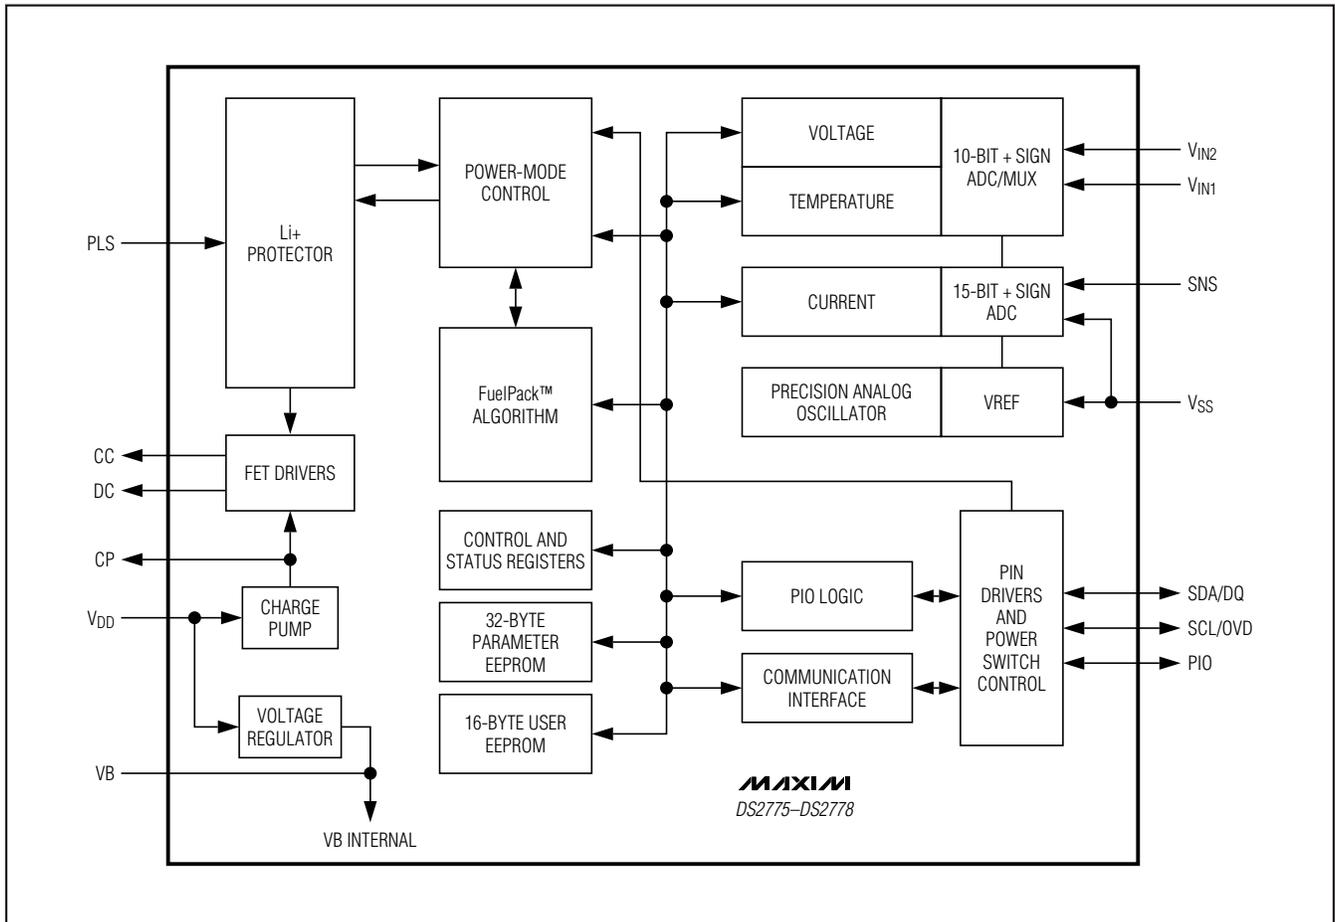 Li+
PROTECTOR
POWER-MODE
CONTROL
VOLTAGE
TEMPERATURE
10-BIT + SIGN
ADC/MUX
VIN2
VIN1
PLS
CURRENT
15-BIT + SIGN
ADC
SNS
FuelPack™
ALGORITHM
PRECISION ANALOG
OSCILLATOR
VREF
VSS
CC
DC
FET DRIVERS
CP
CONTROL AND
STATUS REGISTERS
VDD
CHARGE
PUMP
32-BYTE
PARAMETER
EEPROM
PIO LOGIC
PIN
DRIVERS
AND
POWER
SWITCH
CONTROL
SDA/DQ
SCL/OVD
PIO
COMMUNICATION
INTERFACE
VOLTAGE
REGULATOR
16-BYTE USER
EEPROM
VB
VB INTERNAL
MAXIM
DS2775–DS2778